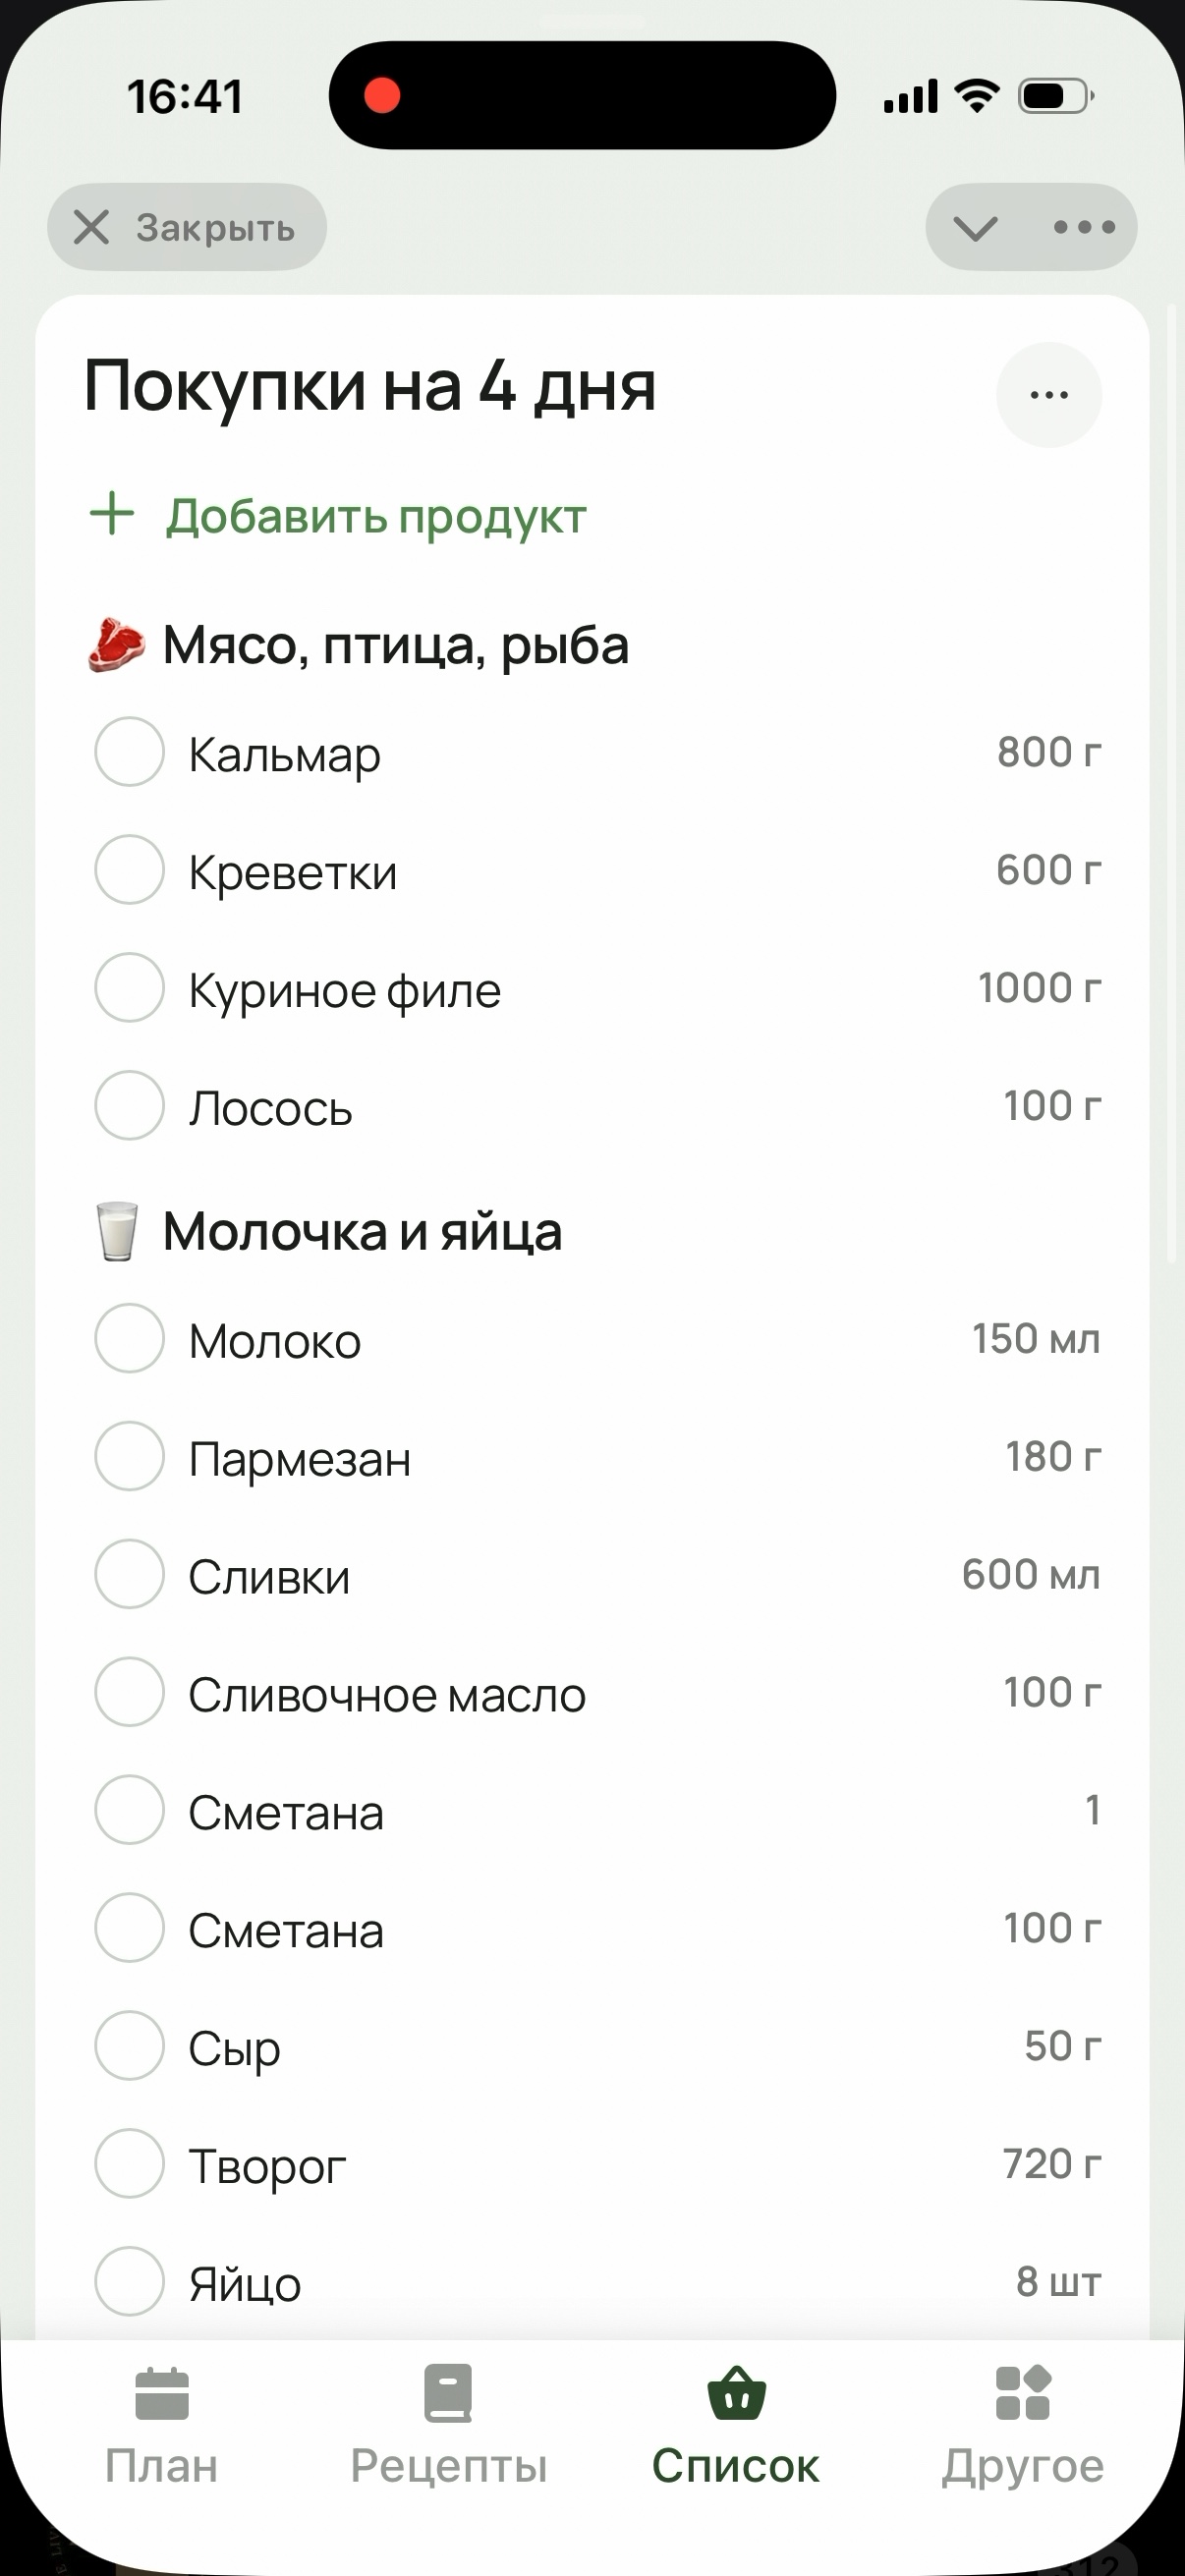 16:41
Закрыть
Покупки на 4 дня
Добавить продукт
Мясо, птица, рыба
Кальмар 800 г
Креветки 600 г
Куриное филе 1000 г
Лосось 100 г
Молочка и яйца
Молоко 150 мл
Пармезан 180 г
Сливки 600 мл
Сливочное масло 100 г
Сметана 1
Сметана 100 г
Сыр 50 г
Творог 720 г
Яйцо 8 шт
План Рецепты Список Другое